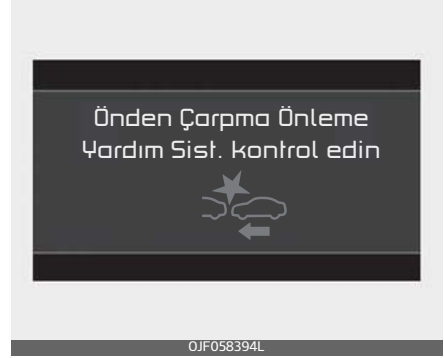 Önden Çarpma Önleme
Yardım Sist. kontrol edin
OJF058394L